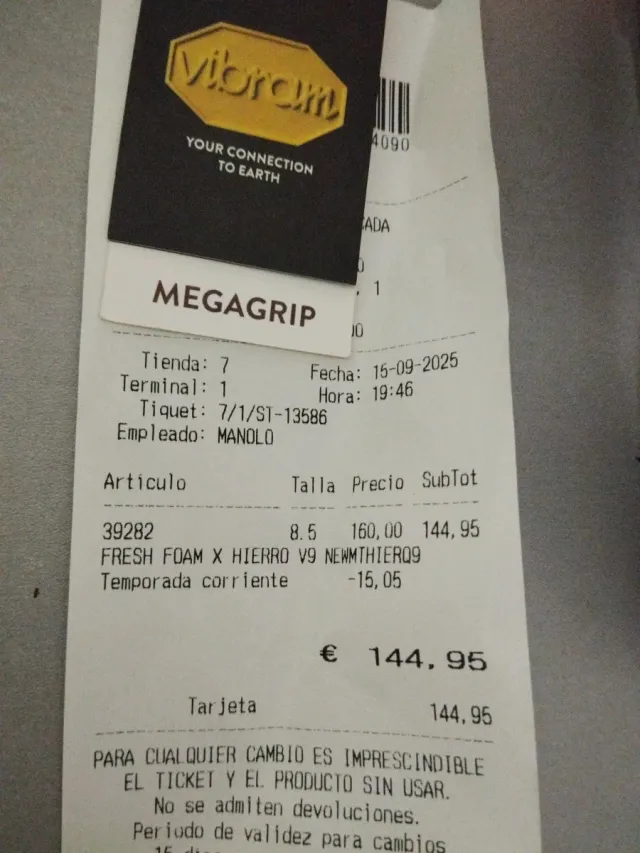 vibram
YOUR CONNECTION
TO EARTH
MEGAGRIP
4090
1
Tienda: 7 Fecha: 15-09-2025
Terminal: 1 Hora: 19:46
Tiquet: 7/1/ST-13586
Empleado: MANOLO
Artículo Talla Precio SubTot
39282 8.5 160,00 144,95
FRESH FOAM X HIERRO V9 NEWMTHIERO9
Temporada corriente -15,05
€ 144,95
Tarjeta 144,95
PARA CUALQUIER CAMBIO ES IMPRESCINDIBLE
EL TICKET Y EL PRODUCTO SIN USAR.
No se admiten devoluciones.
Periodo de validez para cambios